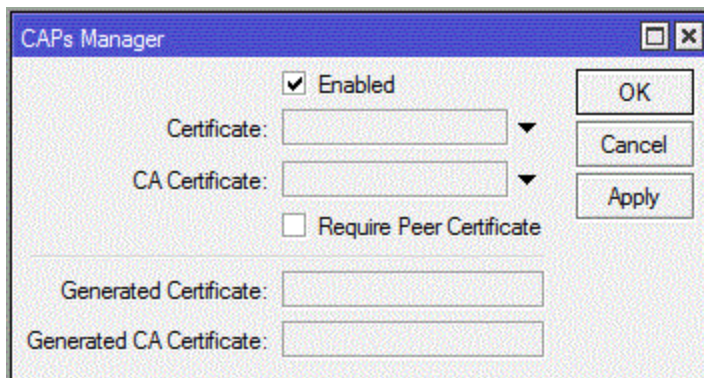 CAPs Manager
Enabled
OK
Certificate:
Cancel
CA Certificate:
Apply
Require Peer Certificate
Generated Certificate:
Generated CA Certificate: